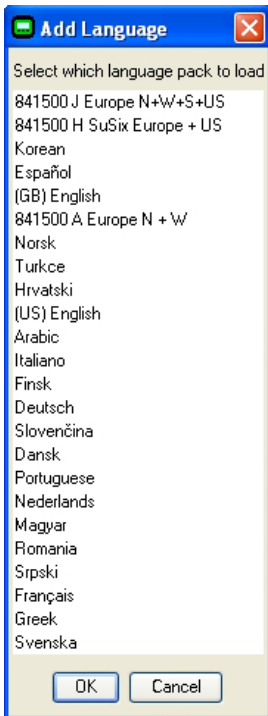 Add Language
Select which language pack to load
841500 J Europe N+W+S+US
841500 H SuSix Europe + US
Korean
Español
(GB) English
841500 A Europe N + W
Norsk
Turkce
Hrvatski
(US) English
Arabic
Italiano
Finsk
Deutsch
Slovenčina
Dansk
Portuguese
Nederlands
Magyar
Romania
Srpski
Français
Greek
Svenska
OK Cancel